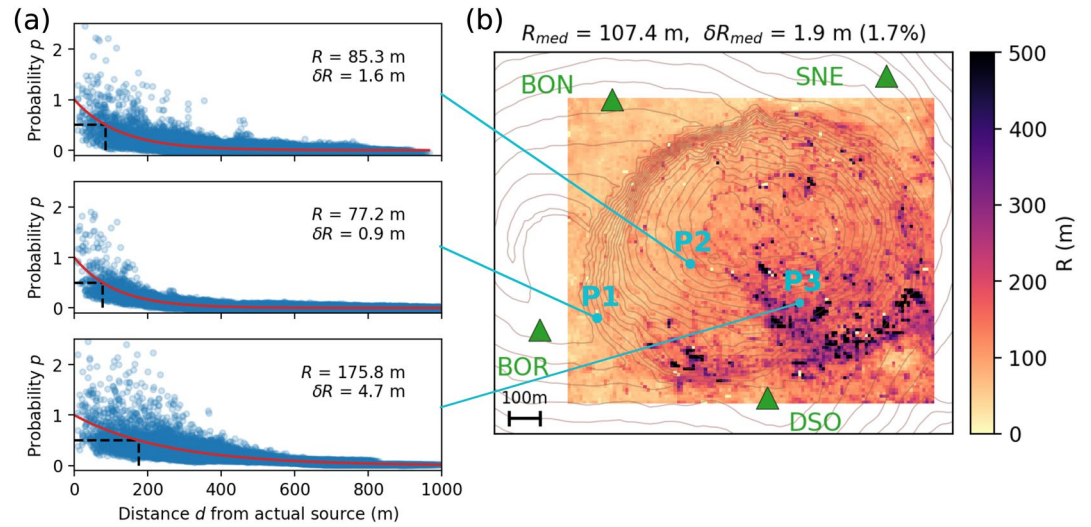 (a)
Probability p
2
1
0
R = 85.3 m
δR = 1.6 m
Probability p
2
1
0
R = 77.2 m
δR = 0.9 m
Probability p
2
1
0
R = 175.8 m
δR = 4.7 m
0 200 400 600 800 1000
Distance d from actual source (m)
(b)
Rmed = 107.4 m, δRmed = 1.9 m (1.7%)
BON
SNE
P2
P3
P1
BOR
DSO
100m
500
400
300
200
100
0
R (m)